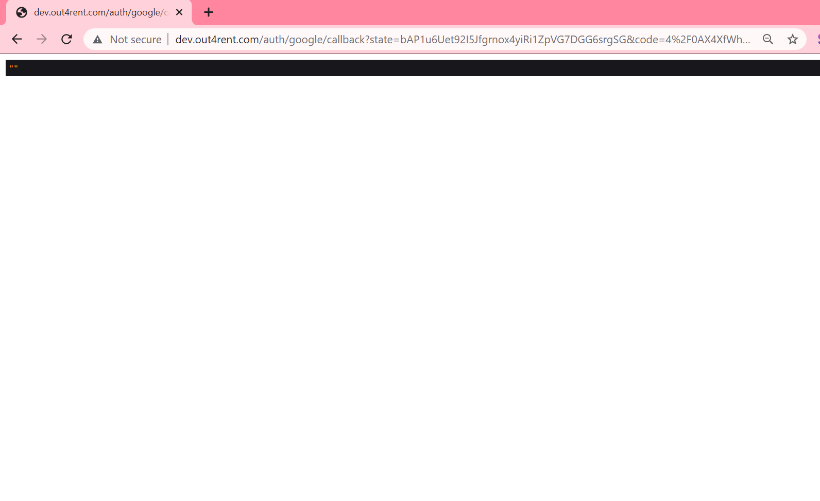 dev.out4rent.com/auth/google/c
Not secure | dev.out4rent.com/auth/google/callback?state=bAP1u6Uet92I5Jfgrnox4yiRi1ZpVG7DGG6srgSG&code=4%2F0AX4XfWh...
""